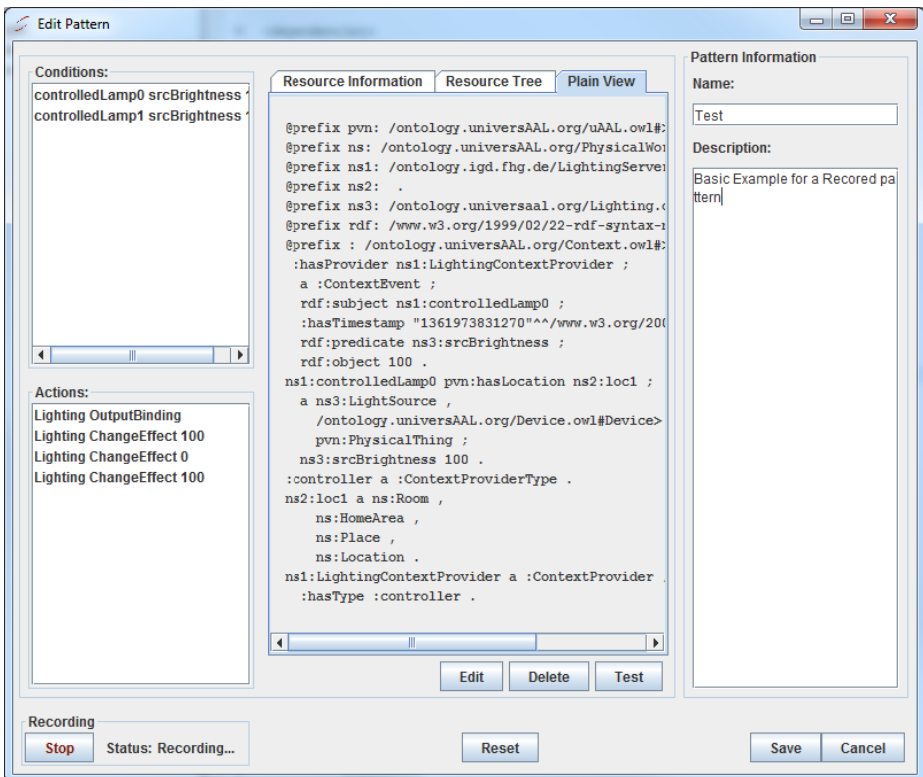 Edit Pattern
Conditions:
controlledLamp0 srcBrightness
controlledLamp1 srcBrightness
Actions:
Lighting OutputBinding
Lighting ChangeEffect 100
Lighting ChangeEffect 0
Lighting ChangeEffect 100
Resource Information
Resource Tree
Plain View
@prefix pvn: /ontology.universAAL.org/uAAL.owl#>
@prefix ns: /ontology.universAAL.org/PhysicalWor
@prefix ns1: /ontology.igd.fhg.de/LightingServer
@prefix ns2:  .
@prefix ns3: /ontology.universaal.org/Lighting.o
@prefix rdf: /www.w3.org/1999/02/22-rdf-syntax-n
@prefix : /ontology.universAAL.org/Context.owl#>
:hasProvider ns1:LightingContextProvider ;
a :ContextEvent ;
rdf:subject ns1:controlledLamp0 ;
:hasTimestamp "1361973831270"^^/www.w3.org/200
rdf:predicate ns3:srcBrightness ;
rdf:object 100 .
ns1:controlledLamp0 pvn:hasLocation ns2:loc1 ;
a ns3:LightSource ,
/ontology.universAAL.org/Device.owl#Device>
pvn:PhysicalThing ;
ns3:srcBrightness 100 .
:controller a :ContextProviderType .
ns2:loc1 a ns:Room ,
ns:HomeArea ,
ns:Place ,
ns:Location .
ns1:LightingContextProvider a :ContextProvider
:hasType :controller .
Edit
Delete
Test
Pattern Information
Name:
Test
Description:
Basic Example for a Recored pa
ttern
Recording
Stop
Status: Recording...
Reset
Save
Cancel